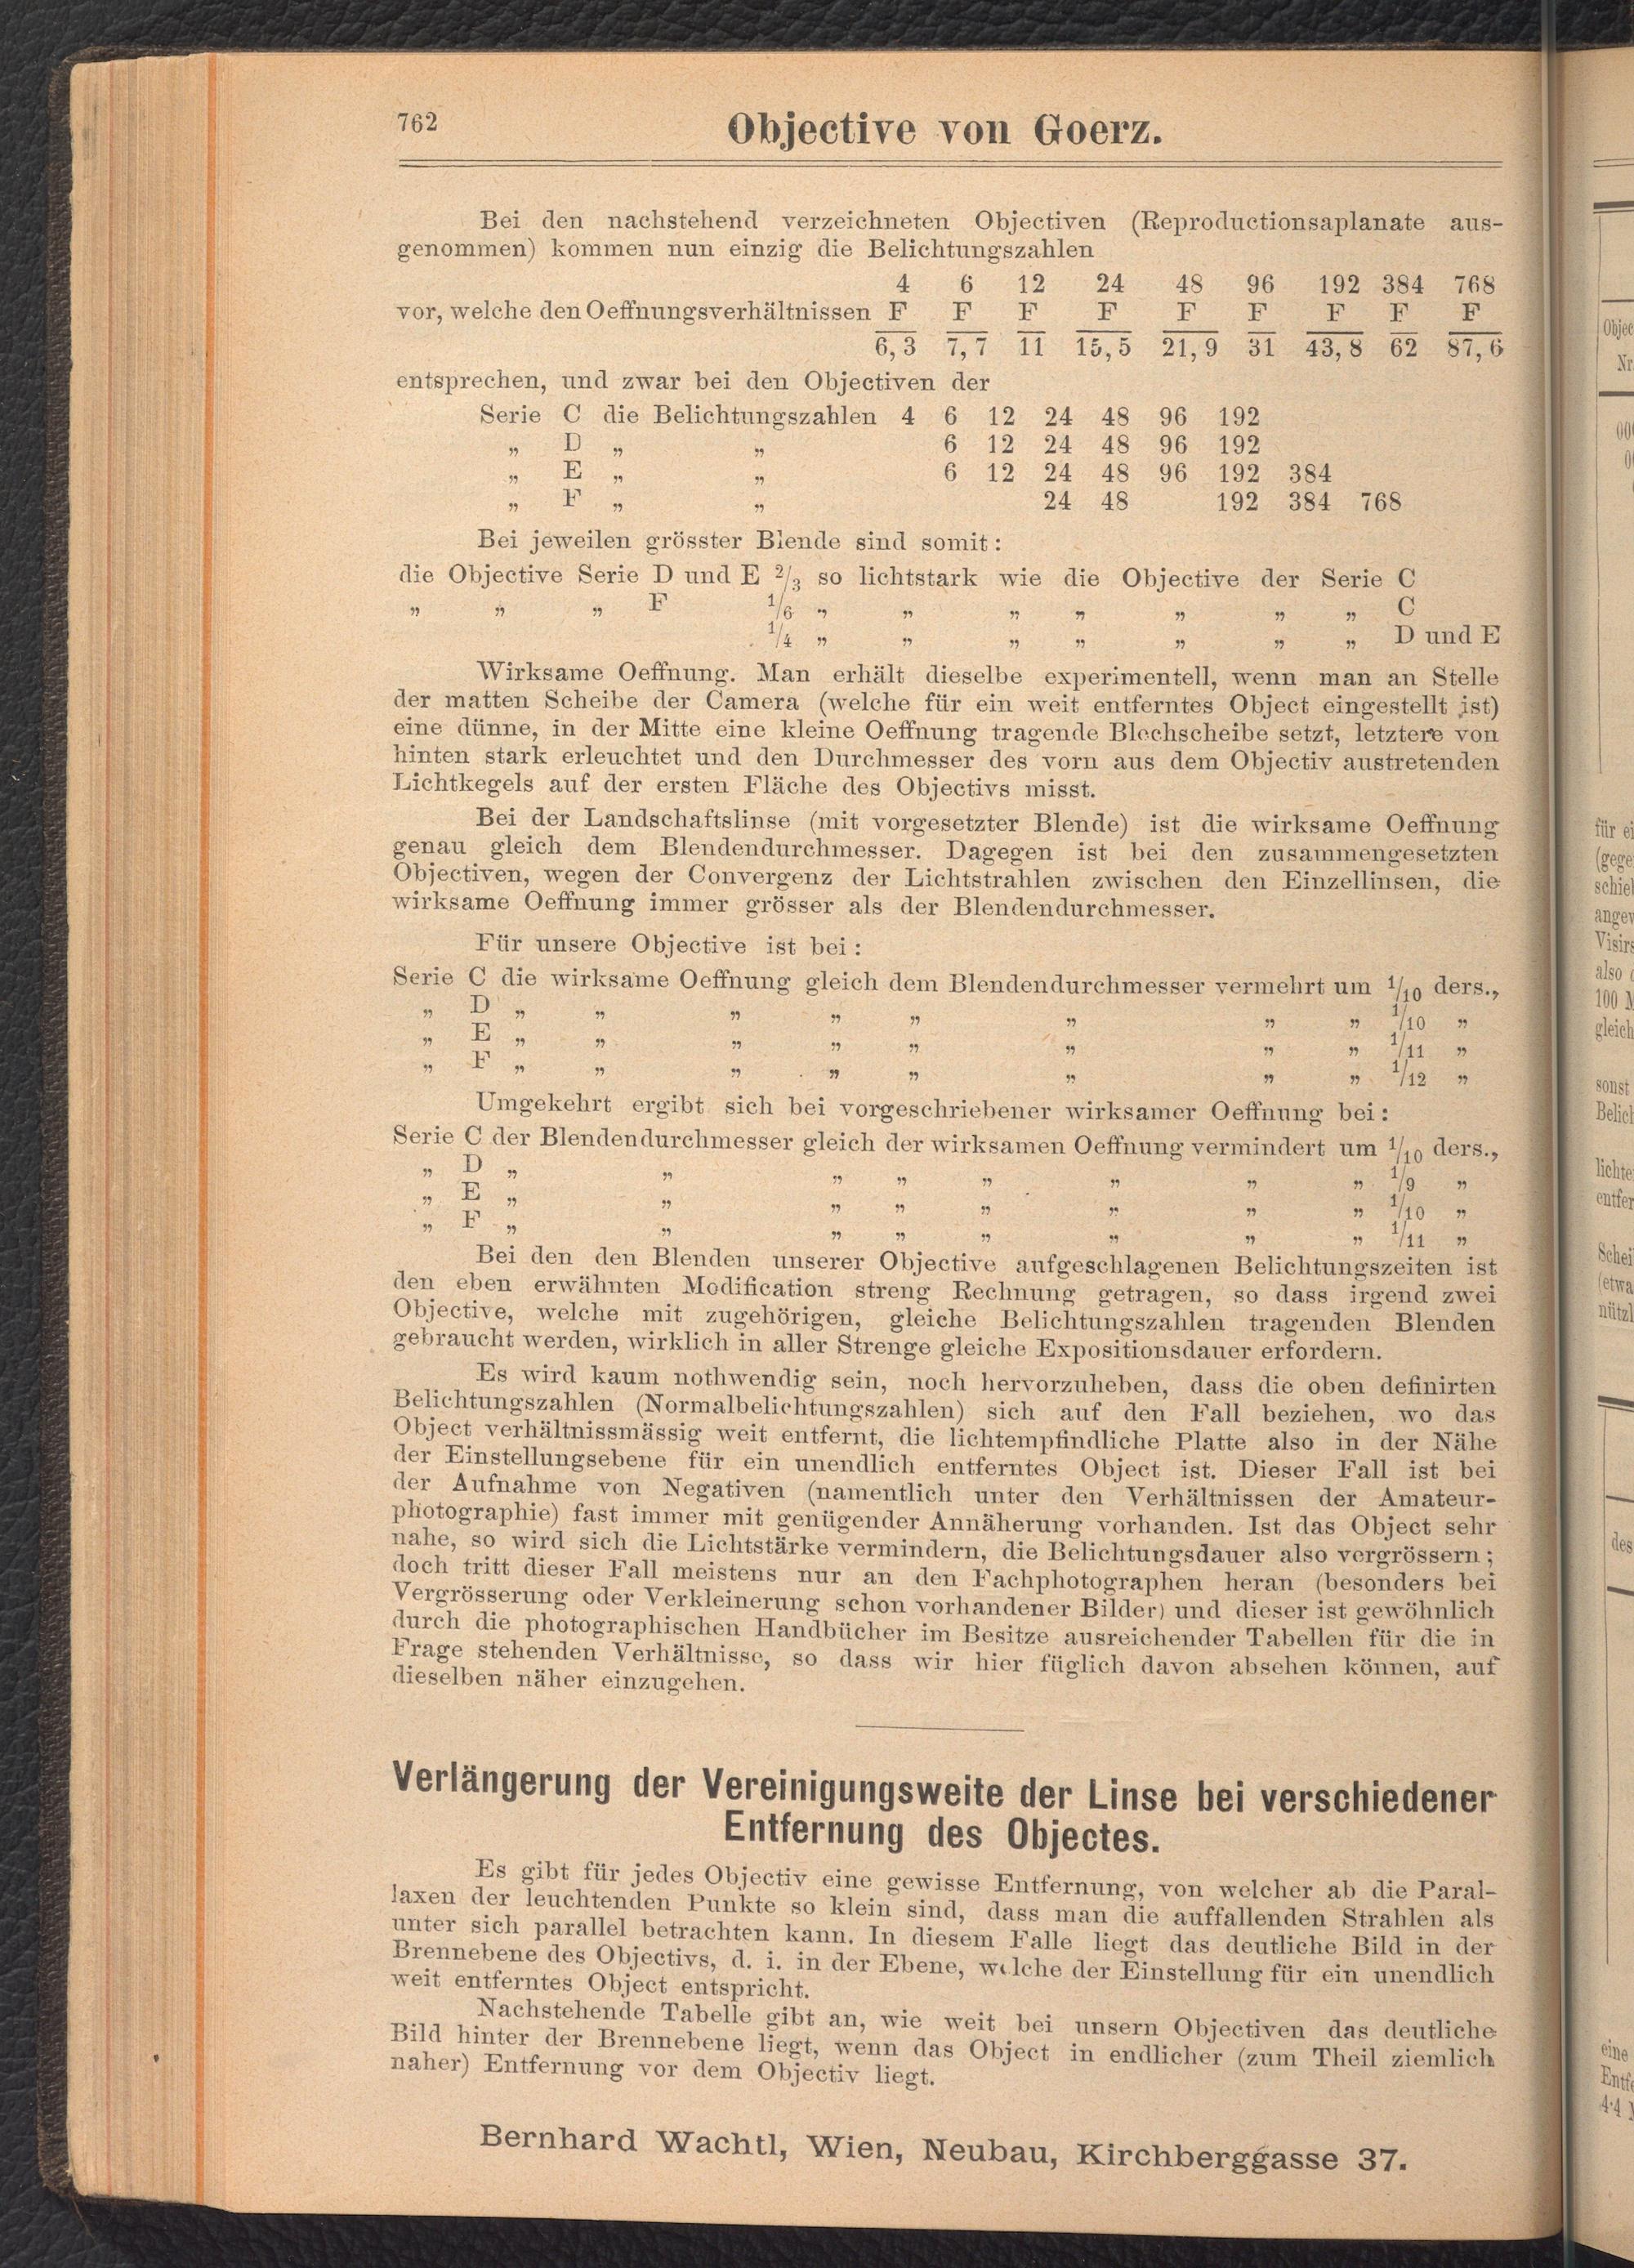 762
Objective von Goerz.
Bei den nachstehend verzeichneten Objectiven (Reproductionsaplanate aus-
genommen) kommen nun einzig die Belichtungszahlen
4 6 12 24 48 96 192 384 768
vor, welche den Oeffnungsverhältnissen F F F F F F F F F
6,3 7,7 11 15,5 21,9 31 43,8 62 87,6
entsprechen, und zwar bei den Objectiven der
Serie C die Belichtungszahlen 4 6 12 24 48 96 192
„ D „ „ 6 12 24 48 96 192
„ E „ „ 6 12 24 48 96 192 384
„ F „ „ 24 48 192 384 768
Bei jeweilen grösster Blende sind somit:
die Objective Serie D und E 2/3 so lichtstark wie die Objective der Serie C
„ „ „ F 1/6 „ „ „ „ „ „ „ C
1/4 „ „ „ „ „ „ „ D und E
Wirksame Oeffnung. Man erhält dieselbe experimentell, wenn man an Stelle
der matten Scheibe der Camera (welche für ein weit entferntes Object eingestellt ist)
eine dünne, in der Mitte eine kleine Oeffnung tragende Blechscheibe setzt, letztere von
hinten stark erleuchtet und den Durchmesser des vorn aus dem Objectiv austretenden
Lichtkegels auf der ersten Fläche des Objectivs misst.
Bei der Landschaftslinse (mit vorgesetzter Blende) ist die wirksame Oeffnung
genau gleich dem Blendendurchmesser. Dagegen ist bei den zusammengesetzten
Objectiven, wegen der Convergenz der Lichtstrahlen zwischen den Einzellinsen, die
wirksame Oeffnung immer grösser als der Blendendurchmesser.
Für unsere Objective ist bei:
Serie C die wirksame Oeffnung gleich dem Blendendurchmesser vermehrt um 1/10 ders.,
„ D „ „ „ „ „ „ „ „ 1/10 „
„ E „ „ „ „ „ „ „ „ 1/11 „
„ F „ „ „ „ „ „ „ „ 1/12 „
Umgekehrt ergibt sich bei vorgeschriebener wirksamer Oeffnung bei:
Serie C der Blendendurchmesser gleich der wirksamen Oeffnung vermindert um 1/10 ders.,
„ D „ „ „ „ „ „ „ „ 1/9 „
„ E „ „ „ „ „ „ „ „ 1/10 „
„ F „ „ „ „ „ „ „ „ 1/11 „
Bei den den Blenden unserer Objective aufgeschlagenen Belichtungszeiten ist
den eben erwähnten Modification streng Rechnung getragen, so dass irgend zwei
Objective, welche mit zugehörigen, gleiche Belichtungszahlen tragenden Blenden
gebraucht werden, wirklich in aller Strenge gleiche Expositionsdauer erfordern.
Es wird kaum nothwendig sein, noch hervorzuheben, dass die oben definirten
Belichtungszahlen (Normalbelichtungszahlen) sich auf den Fall beziehen, wo das
Object verhältnissmässig weit entfernt, die lichtempfindliche Platte also in der Nähe
der Einstellungsebene für ein unendlich entferntes Object ist. Dieser Fall ist bei
der Aufnahme von Negativen (namentlich unter den Verhältnissen der Amateur-
photographie) fast immer mit genügender Annäherung vorhanden. Ist das Object sehr
nahe, so wird sich die Lichtstärke vermindern, die Belichtungsdauer also vergrössern;
doch tritt dieser Fall meistens nur an den Fachphotographen heran (besonders bei
Vergrösserung oder Verkleinerung schon vorhandener Bilder) und dieser ist gewöhnlich
durch die photographischen Handbücher im Besitze ausreichender Tabellen für die in
Frage stehenden Verhältnisse, so dass wir hier füglich davon absehen können, auf
dieselben näher einzugehen.
Verlängerung der Vereinigungsweite der Linse bei verschiedener
Entfernung des Objectes.
Es gibt für jedes Objectiv eine gewisse Entfernung, von welcher ab die Paral-
laxen der leuchtenden Punkte so klein sind, dass man die auffallenden Strahlen als
unter sich parallel betrachten kann. In diesem Falle liegt das deutliche Bild in der
Brennebene des Objectivs, d. i. in der Ebene, welche der Einstellung für ein unendlich
weit entferntes Object entspricht.
Nachstehende Tabelle gibt an, wie weit bei unsern Objectiven das deutliche
Bild hinter der Brennebene liegt, wenn das Object in endlicher (zum Theil ziemlich
naher) Entfernung vor dem Objectiv liegt.
Bernhard Wachtl, Wien, Neubau, Kirchberggasse 37.